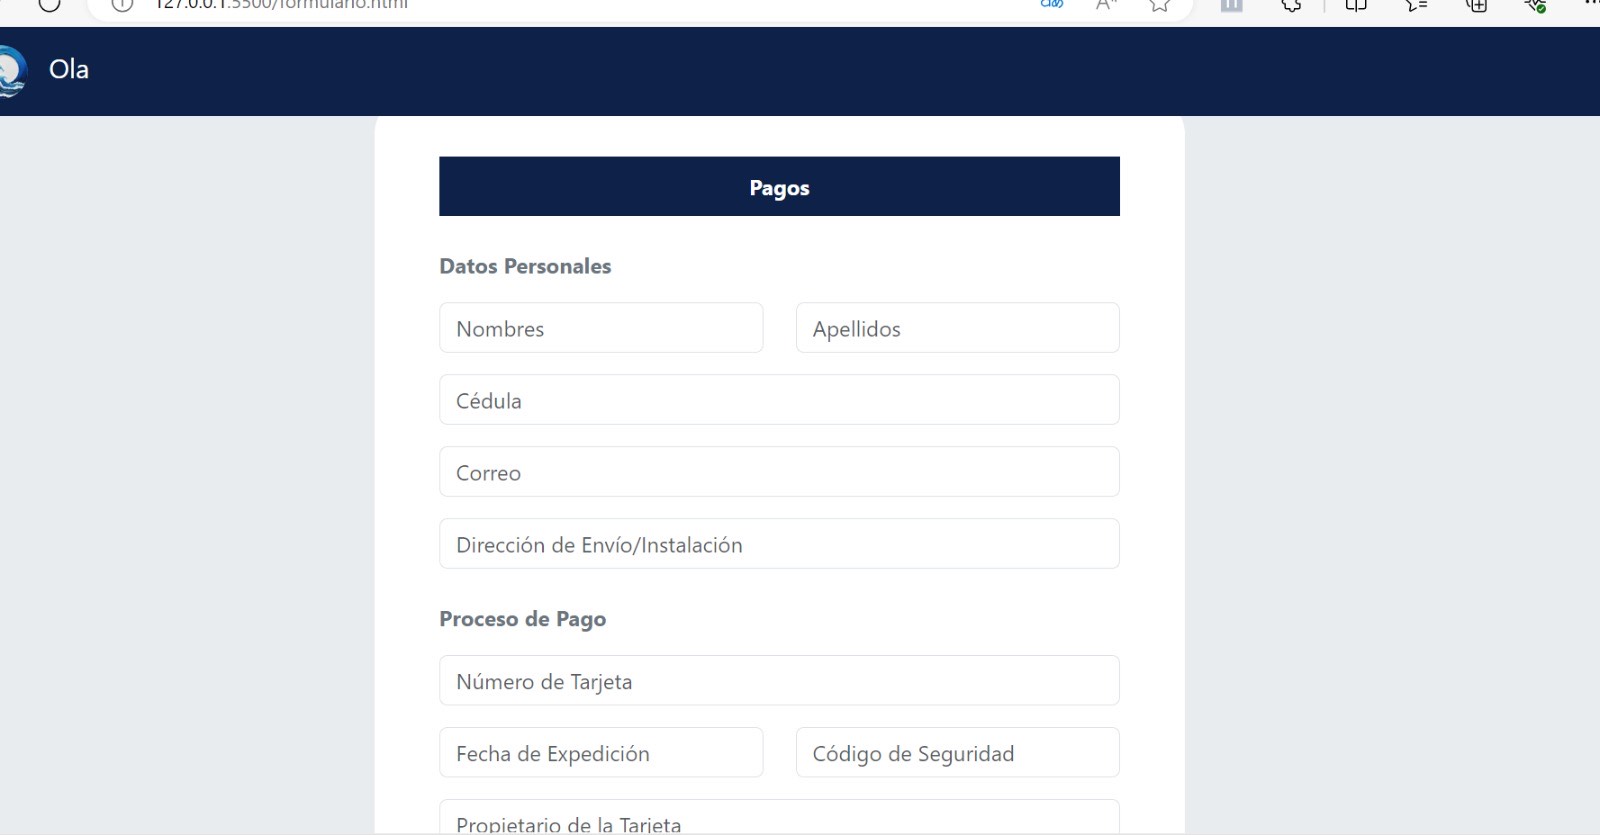 127.0.0.1:5500/formulario.html
Ola
Pagos
Datos Personales
Nombres
Apellidos
Cédula
Correo
Dirección de Envío/Instalación
Proceso de Pago
Número de Tarjeta
Fecha de Expedición
Código de Seguridad
Propietario de la Tarjeta